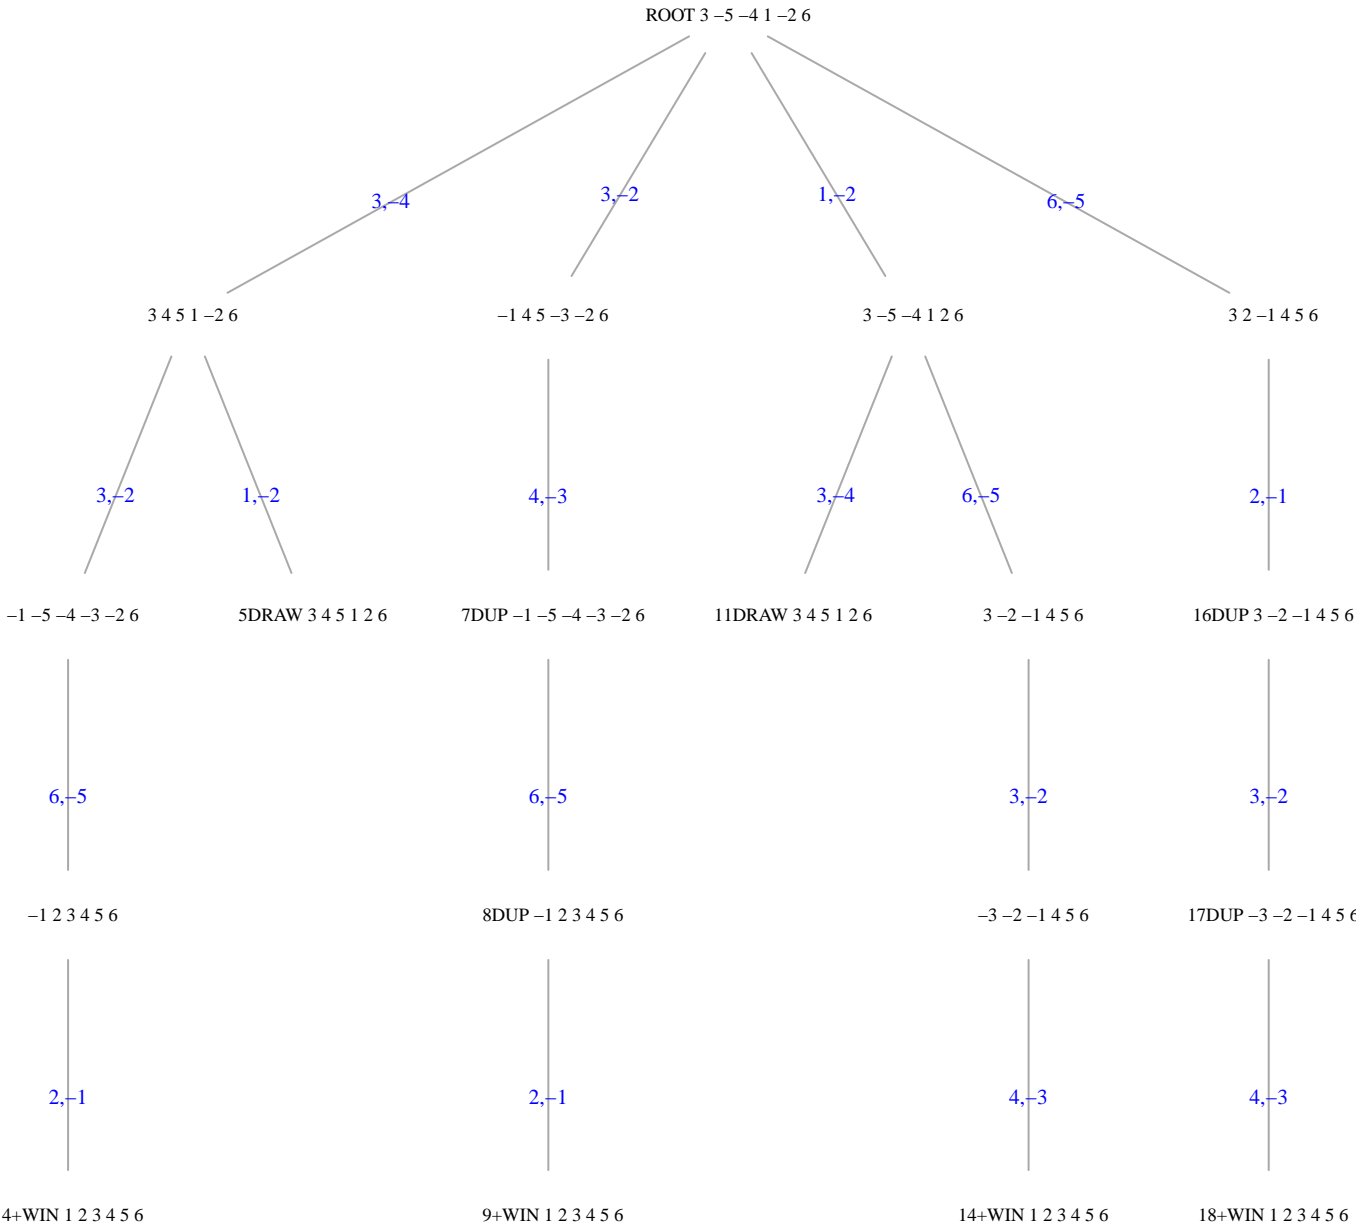 ROOT 3 –5 –4 1 –2 6
3,–4
3,–2
1,–2
6,–5
3 4 5 1 –2 6
–1 4 5 –3 –2 6
3 –5 –4 1 2 6
3 2 –1 4 5 6
3,–2
1,–2
4,–3
3,–4
6,–5
2,–1
–1 –5 –4 –3 –2 6
5DRAW 3 4 5 1 2 6
7DUP –1 –5 –4 –3 –2 6
11DRAW 3 4 5 1 2 6
3 –2 –1 4 5 6
16DUP 3 –2 –1 4 5 6
6,–5
6,–5
3,–2
3,–2
–1 2 3 4 5 6
8DUP –1 2 3 4 5 6
–3 –2 –1 4 5 6
17DUP –3 –2 –1 4 5 6
2,–1
2,–1
4,–3
4,–3
4+WIN 1 2 3 4 5 6
9+WIN 1 2 3 4 5 6
14+WIN 1 2 3 4 5 6
18+WIN 1 2 3 4 5 6